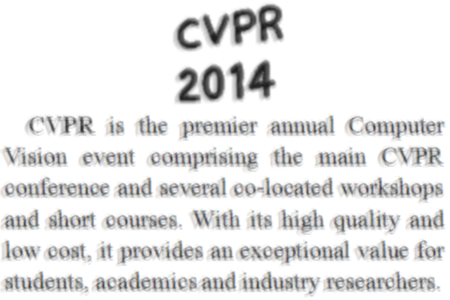 CVPR
2014
CVPR is the premier annual Computer
Vision event comprising the main CVPR
conference and several co-located workshops
and short courses. With its high quality and
low cost, it provides an exceptional value for
students, academics and industry researchers.